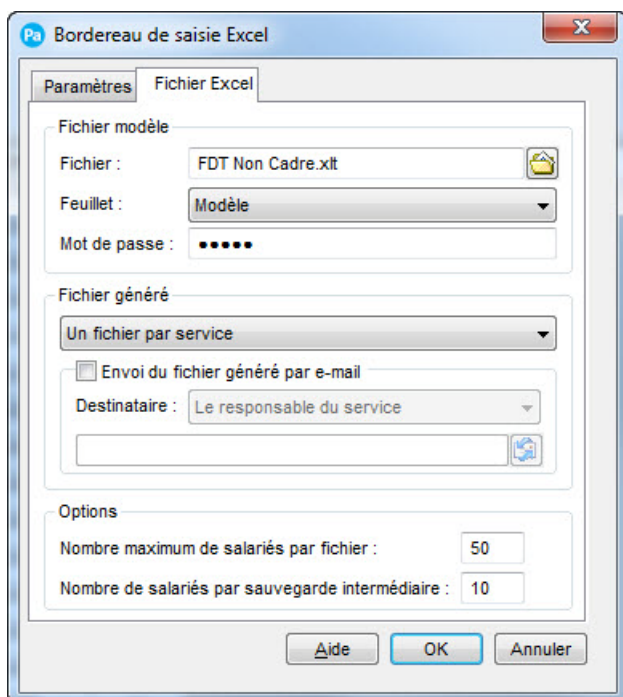 Pa Bordereau de saisie Excel
Paramètres Fichier Excel
Fichier modèle
Fichier : FDT Non Cadre.xlt
Feuillet : Modèle
Mot de passe : •••••
Fichier généré
Un fichier par service
Envoi du fichier généré par e-mail
Destinataire : Le responsable du service
Options
Nombre maximum de salariés par fichier : 50
Nombre de salariés par sauvegarde intermédiaire : 10
Aide OK Annuler